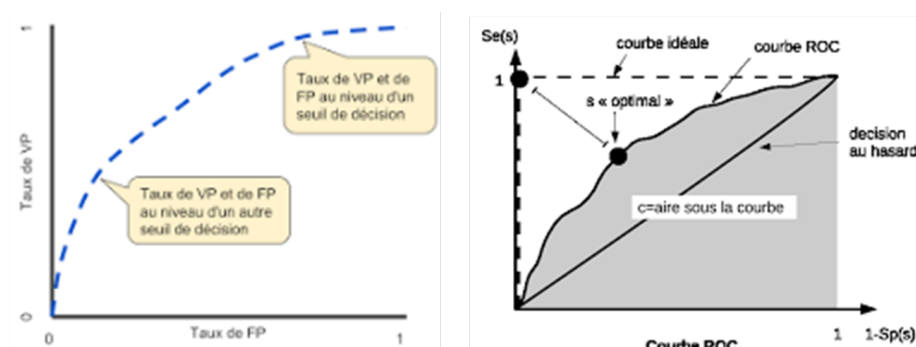 1
Taux de VP et de
FP au niveau d'un
seuil de décision
Taux de VP
Taux de VP et de FP
au niveau d'un autre
seuil de décision
0
0
Taux de FP
1
Se(s)
courbe idéale
courbe ROC
1
s « optimal »
decision
au hasard
c=aire sous la courbe
1
1-Sp(s)
Courbe ROC